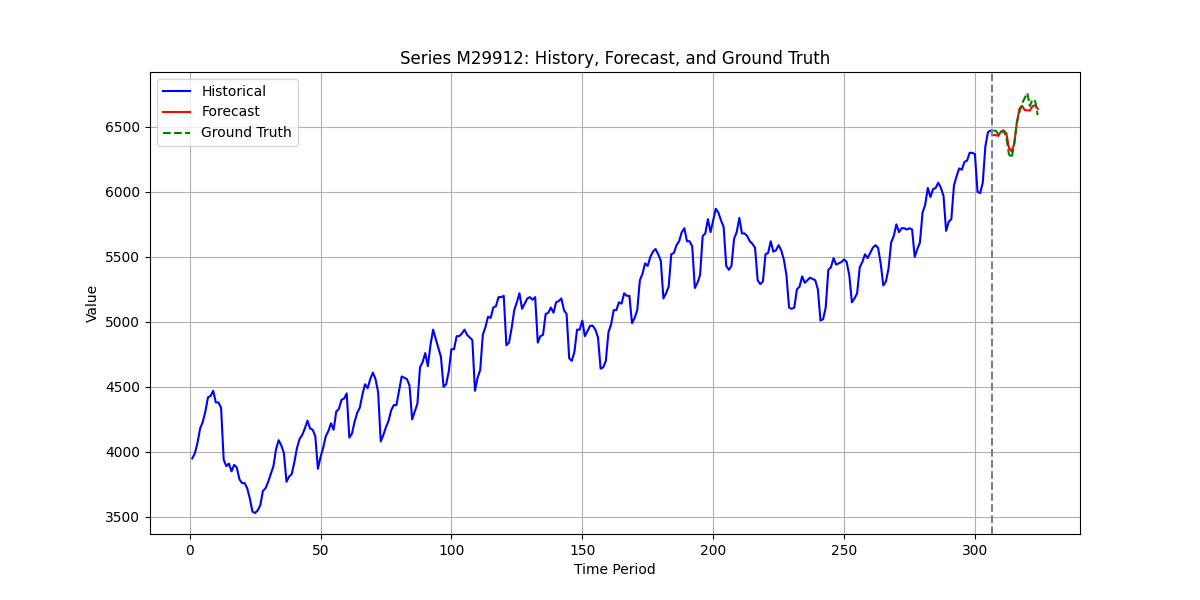 Series M29912: History, Forecast, and Ground Truth
Historical
Forecast
Ground Truth
6500
6000
5500
5000
4500
4000
3500
Value
0 50 100 150 200 250 300
Time Period